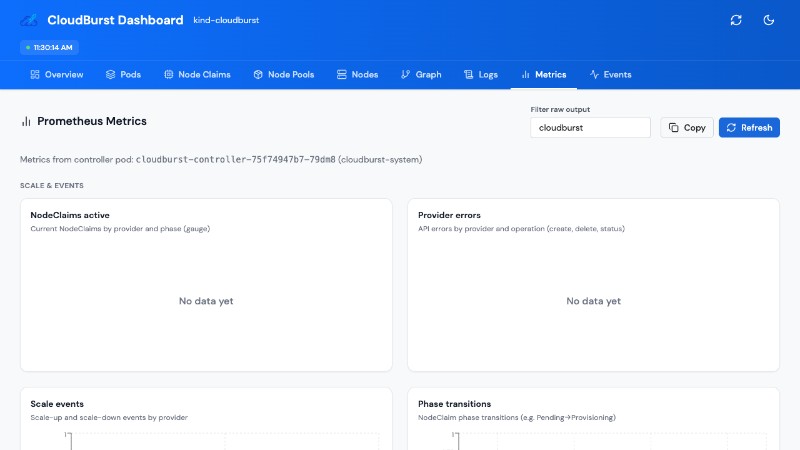 CloudBurst Dashboard kind-cloudburst
11:30:14 AM
Overview Pods Node Claims Node Pools Nodes Graph Logs Metrics Events
Prometheus Metrics
Filter raw output
cloudburst
Copy
Refresh
Metrics from controller pod: cloudburst-controller-75f74947b7-79dm8 (cloudburst-system)
SCALE & EVENTS
NodeClaims active
Current NodeClaims by provider and phase (gauge)
No data yet
Provider errors
API errors by provider and operation (create, delete, status)
No data yet
Scale events
Scale-up and scale-down events by provider
1
Phase transitions
NodeClaim phase transitions (e.g. Pending→Provisioning)
1